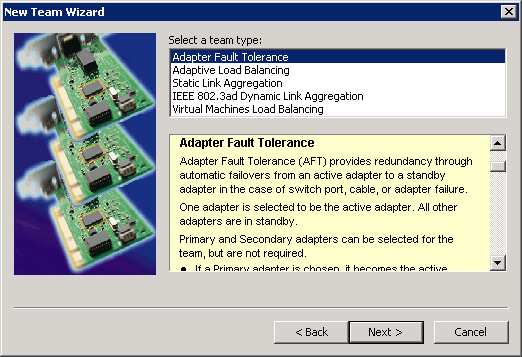 New Team Wizard
Select a team type:
Adapter Fault Tolerance
Adaptive Load Balancing
Static Link Aggregation
IEEE 802.3ad Dynamic Link Aggregation
Virtual Machines Load Balancing
Adapter Fault Tolerance
Adapter Fault Tolerance (AFT) provides redundancy through
automatic failovers from an active adapter to a standby
adapter in the case of switch port, cable, or adapter failure.
One adapter is selected to be the active adapter. All other
adapters are in standby.
Primary and Secondary adapters can be selected for the
team, but are not required.
• If a Primary adapter is chosen, it becomes the active
< Back
Next >
Cancel